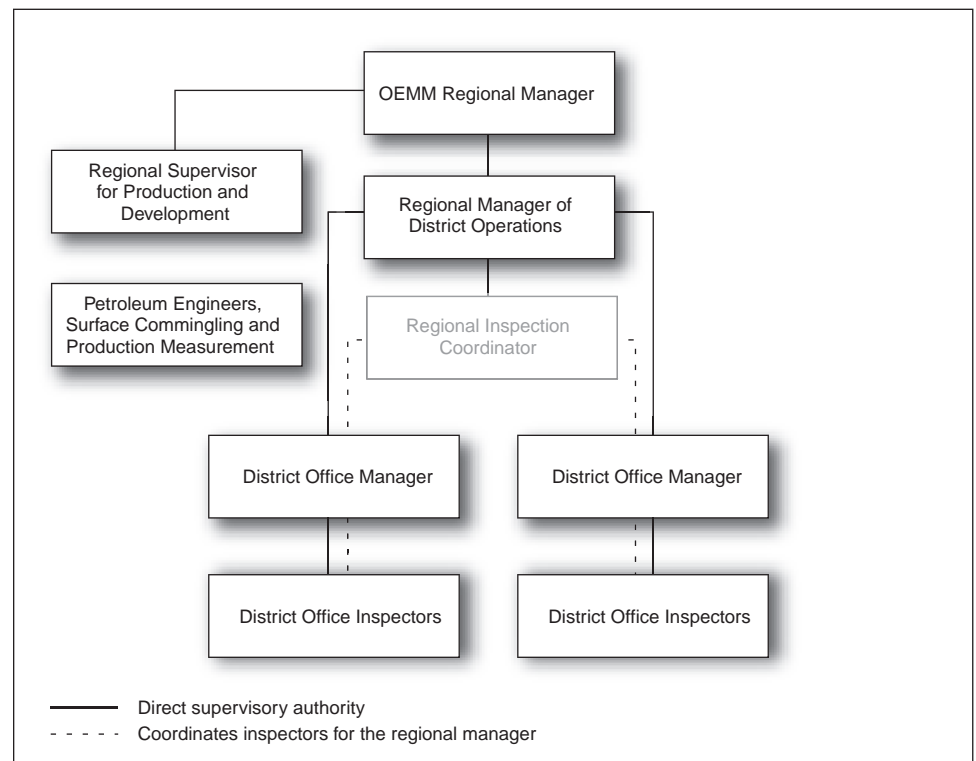 OEMM Regional Manager
Regional Supervisor
for Production and
Development
Regional Manager of
District Operations
Petroleum Engineers,
Surface Commingling and
Production Measurement
Regional Inspection
Coordinator
District Office Manager
District Office Manager
District Office Inspectors
District Office Inspectors
Direct supervisory authority
Coordinates inspectors for the regional manager